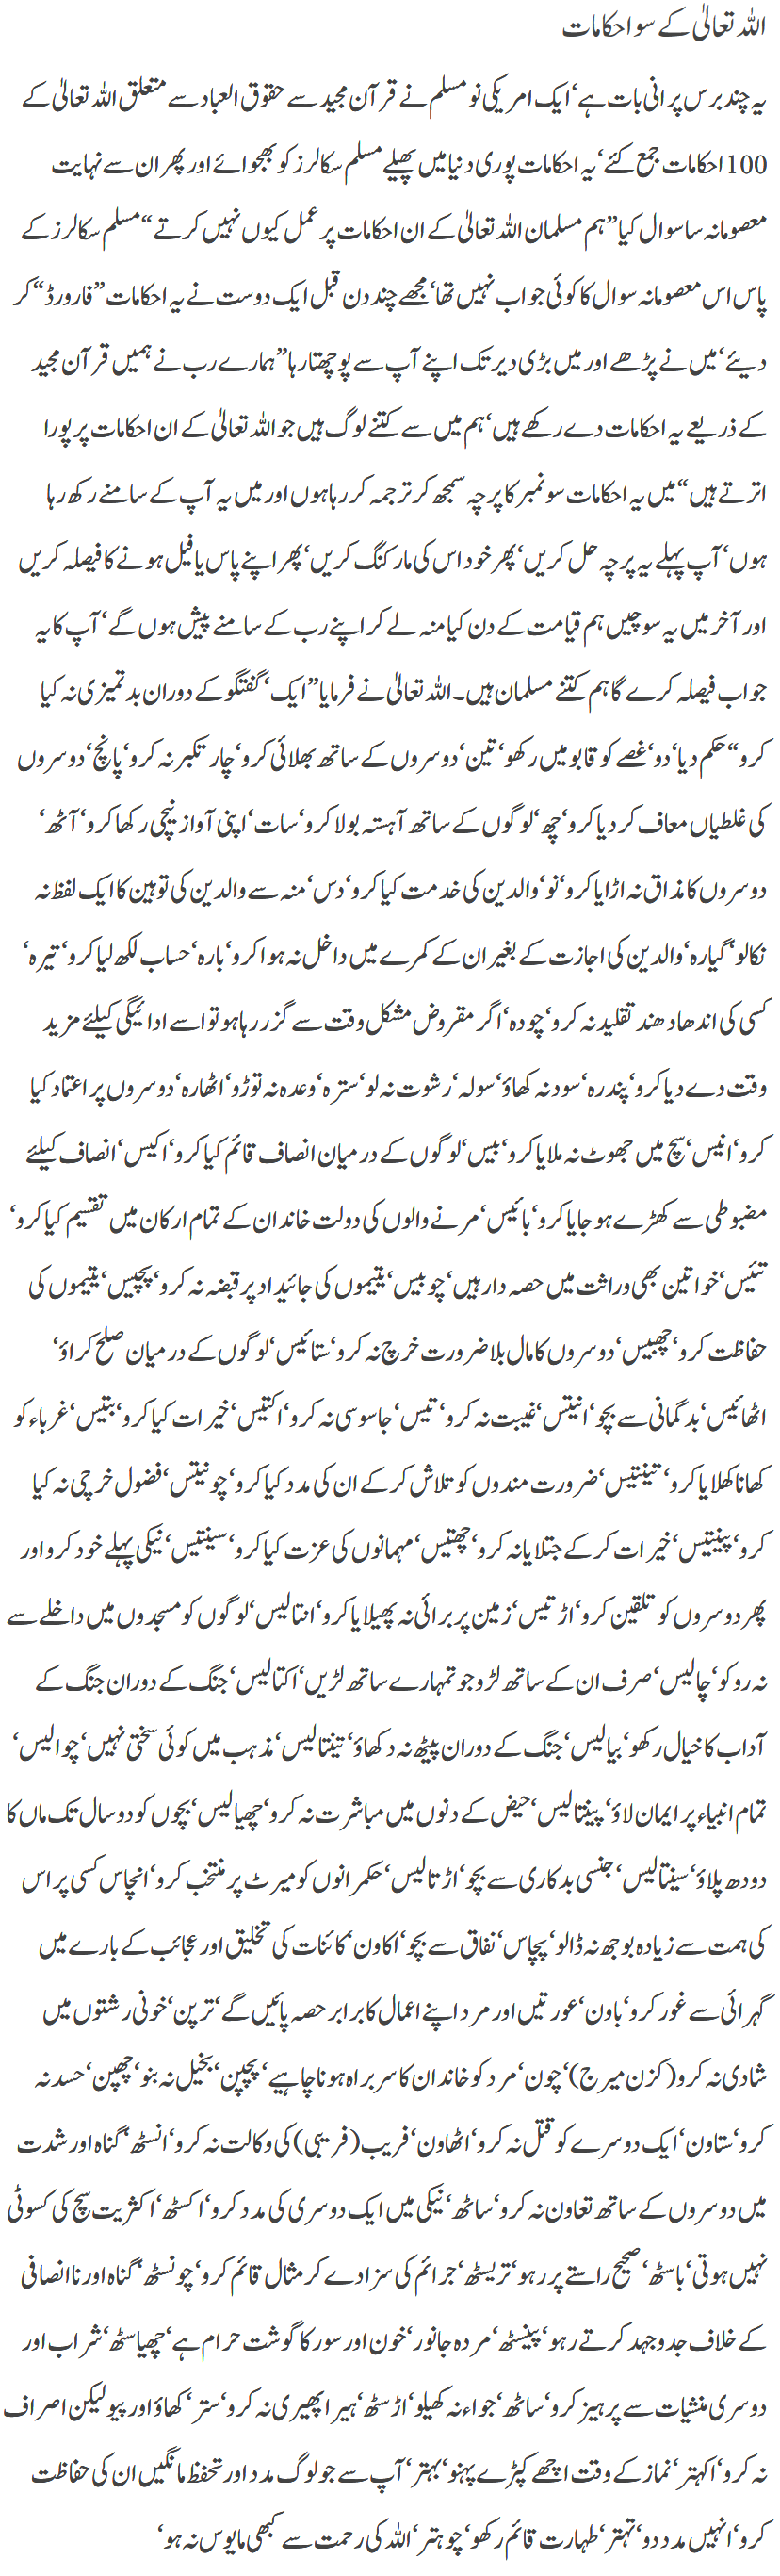 اللہ تعالیٰ کے سو احکامات
یہ چند برس پرانی بات ہے‘ ایک امریکی نو مسلم نے قرآن مجید سے حقوق العباد سے متعلق اللہ تعالیٰ کے
100 احکامات جمع کئے‘ یہ احکامات پوری دنیا میں پھیلے مسلم سکالرز کو بھجوائے اور پھر ان سے نہایت
معصومانہ سا سوال کیا ’’ہم مسلمان اللہ تعالیٰ کے ان احکامات پر عمل کیوں نہیں کرتے‘‘ مسلم سکالرز کے
پاس اس معصومانہ سوال کا کوئی جواب نہیں تھا‘ مجھے چند دن قبل ایک دوست نے یہ احکامات ’’فارورڈ‘‘ کر
دیئے‘ میں نے پڑھے اور میں بڑی دیر تک اپنے آپ سے پوچھتا رہا ’’ہمارے رب نے ہمیں قرآن مجید
کے ذریعے یہ احکامات دے رکھے ہیں‘ ہم میں سے کتنے لوگ ہیں جو اللہ تعالیٰ کے ان احکامات پر پورا
اترتے ہیں‘‘ میں یہ احکامات سو نمبر کا پرچہ سمجھ کر ترجمہ کر رہا ہوں اور میں یہ آپ کے سامنے رکھ رہا
ہوں‘ آپ پہلے یہ پرچہ حل کریں‘ پھر خود اس کی مارکنگ کریں‘ پھر اپنے پاس یا فیل ہونے کا فیصلہ کریں
اور آخر میں یہ سوچیں ہم قیامت کے دن کیا منہ لے کر اپنے رب کے سامنے پیش ہوں گے‘ آپ کا یہ
جواب فیصلہ کرے گا ہم کتنے مسلمان ہیں۔ اللہ تعالیٰ نے فرمایا ’’ایک‘ گفتگو کے دوران بدتمیزی نہ کیا
کرو‘‘ حکم دیا‘ دو‘ غصے کو قابو میں رکھو‘ تین‘ دوسروں کے ساتھ بھلائی کرو‘ چار تکبر نہ کرو‘ پانچ‘ دوسروں
کی غلطیاں معاف کر دیا کرو‘ چھ‘ لوگوں کے ساتھ آہستہ بولا کرو‘ سات‘ اپنی آواز نیچی رکھا کرو‘ آٹھ‘
دوسروں کا مذاق نہ اڑایا کرو‘ نو‘ والدین کی خدمت کیا کرو‘ دس‘ منہ سے والدین کی توہین کا ایک لفظ نہ
نکالو‘ گیارہ‘ والدین کی اجازت کے بغیر ان کے کمرے میں داخل نہ ہوا کرو‘ بارہ‘ حساب لکھ لیا کرو‘ تیرہ‘
کسی کی اندھا دھند تقلید نہ کرو‘ چودہ‘ اگر مقروض مشکل وقت سے گزر رہا ہو تو اسے ادائیگی کیلئے مزید
وقت دے دیا کرو‘ پندرہ‘ سود نہ کھاؤ‘ سولہ‘ رشوت نہ لو‘ سترہ‘ وعدہ نہ توڑو‘ اٹھارہ‘ دوسروں پر اعتماد کیا
کرو‘ انیس‘ سچ میں جھوٹ نہ ملایا کرو‘ بیس‘ لوگوں کے درمیان انصاف قائم کیا کرو‘ اکیس‘ انصاف کیلئے
مضبوطی سے کھڑے ہو جایا کرو‘ بائیس‘ مرنے والوں کی دولت خاندان کے تمام ارکان میں تقسیم کیا کرو‘
تئیس‘ خواتین بھی وراثت میں حصہ دار ہیں‘ چوبیس‘ یتیموں کی جائیداد پر قبضہ نہ کرو‘ پچیس‘ یتیموں کی
حفاظت کرو‘ چھبیس‘ دوسروں کا مال بلا ضرورت خرچ نہ کرو‘ ستائیس‘ لوگوں کے درمیان صلح کراؤ‘
اٹھائیس‘ بدگمانی سے بچو‘ انیتس‘ غیبت نہ کرو‘ تیس‘ جاسوسی نہ کرو‘ اکتیس‘ خیرات کیا کرو‘ بتیس‘ غرباء کو
کھانا کھلایا کرو‘ تینتیس‘ ضرورت مندوں کو تلاش کر کے ان کی مدد کیا کرو‘ چونیتس‘ فضول خرچی نہ کیا
کرو‘ پینیتس‘ خیرات کر کے جتلایا نہ کرو‘ چھتیس‘ مہمانوں کی عزت کیا کرو‘ سینتیس‘ نیکی پہلے خود کرو اور
پھر دوسروں کو تلقین کرو‘ اڑتیس‘ زمین پر برائی نہ پھیلایا کرو‘ انتالیس‘ لوگوں کو مسجدوں میں داخلے سے
نہ روکو‘ چالیس‘ صرف ان کے ساتھ لڑو جو تمہارے ساتھ لڑیں‘ اکتالیس‘ جنگ کے دوران جنگ کے
آداب کا خیال رکھو‘ بیالیس‘ جنگ کے دوران پیٹھ نہ دکھاؤ‘ تینتالیس‘ مذہب میں کوئی سختی نہیں‘ چوالیس‘
تمام انبیاء پر ایمان لاؤ‘ پینتالیس‘ حیض کے دنوں میں مباشرت نہ کرو‘ چھیالیس‘ بچوں کو دو سال تک ماں کا
دودھ پلاؤ‘ سینتالیس‘ جنسی بدکاری سے بچو‘ اڑتالیس‘ حکمرانوں کو میرٹ پر منتخب کرو‘ انچاس کسی پر اس
کی ہمت سے زیادہ بوجھ نہ ڈالو‘ پچاس‘ نفاق سے بچو‘ اکاون‘ کائنات کی تخلیق اور عجائب کے بارے میں
گہرائی سے غور کرو‘ باون‘ عورتیں اور مرد اپنے اعمال کا برابر حصہ پائیں گے‘ ترپن‘ خونی رشتوں میں
شادی نہ کرو (کزن میرج)‘ چون‘ مرد کو خاندان کا سربراہ ہونا چاہیے‘ پچپن‘ بخیل نہ بنو‘ چھپن‘ حسد نہ
کرو‘ ستاون‘ ایک دوسرے کو قتل نہ کرو‘ اٹھاون‘ فریب (فریبی) کی وکالت نہ کرو‘ انسٹھ‘ گناہ اور شدت
میں دوسروں کے ساتھ تعاون نہ کرو‘ ساٹھ‘ نیکی میں ایک دوسری کی مدد کرو‘ اکسٹھ‘ اکثریت سچ کی کسوٹی
نہیں ہوتی‘ باسٹھ‘ صحیح راستے پر رہو‘ تریسٹھ‘ جرائم کی سزا دے کر مثال قائم کرو‘ چونسٹھ‘ گناہ اور ناانصافی
کے خلاف جدوجہد کرتے رہو‘ پینسٹھ‘ مردہ جانور‘ خون اور سور کا گوشت حرام ہے‘ چھیاسٹھ‘ شراب اور
دوسری منشیات سے پرہیز کرو‘ ساٹھ‘ جواء نہ کھیلو‘ اڑسٹھ‘ ہیرا پھیری نہ کرو‘ ستر‘ کھاؤ اور پیو لیکن اصراف
نہ کرو‘ اکہتر‘ نماز کے وقت اچھے کپڑے پہنو‘ بہتر‘ آپ سے جو لوگ مدد اور تحفظ مانگیں ان کی حفاظت
کرو‘ انہیں مدد دو‘ تہتر‘ طہارت قائم رکھو‘ چوہتر‘ اللہ کی رحمت سے کبھی مایوس نہ ہو‘